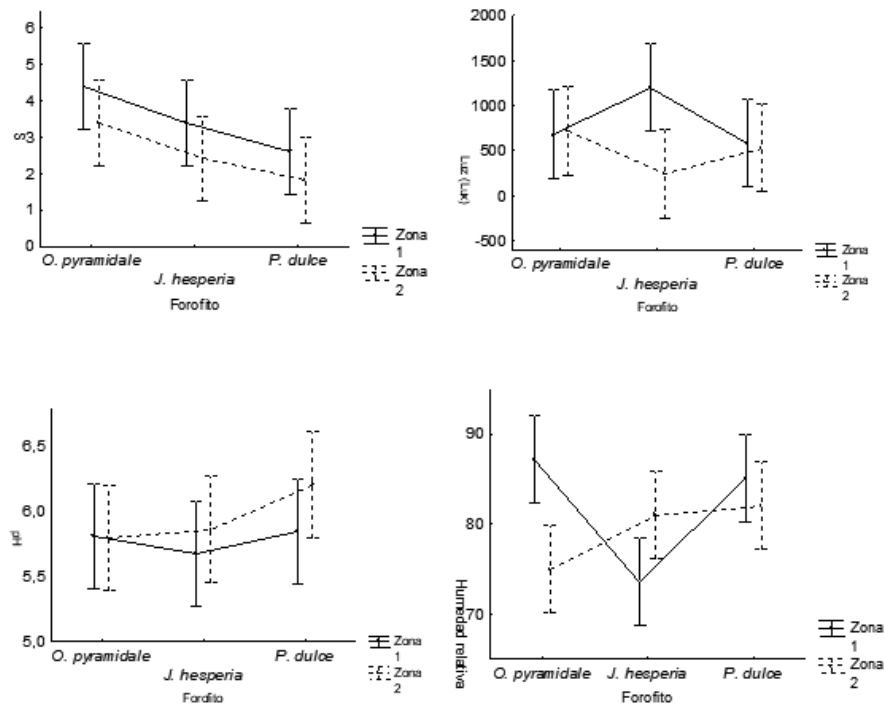 6
5
4
3
2
1
0
S
O. pyramidale
P. dulce
J. hesperia
Forofito
Zona
1
Zona
2
2000
1500
1000
500
0
-500
Luz (Lux)
O. pyramidale
P. dulce
J. hesperia
Forofito
Zona
1
Zona
2
6,5
6,0
5,5
5,0
pH
O. pyramidale
P. dulce
J. hesperia
Forofito
Zona
1
Zona
2
90
80
70
Humedad relativa
O. pyramidale
J. hesperia
P. dulce
Forofito
Zona
1
Zona
2